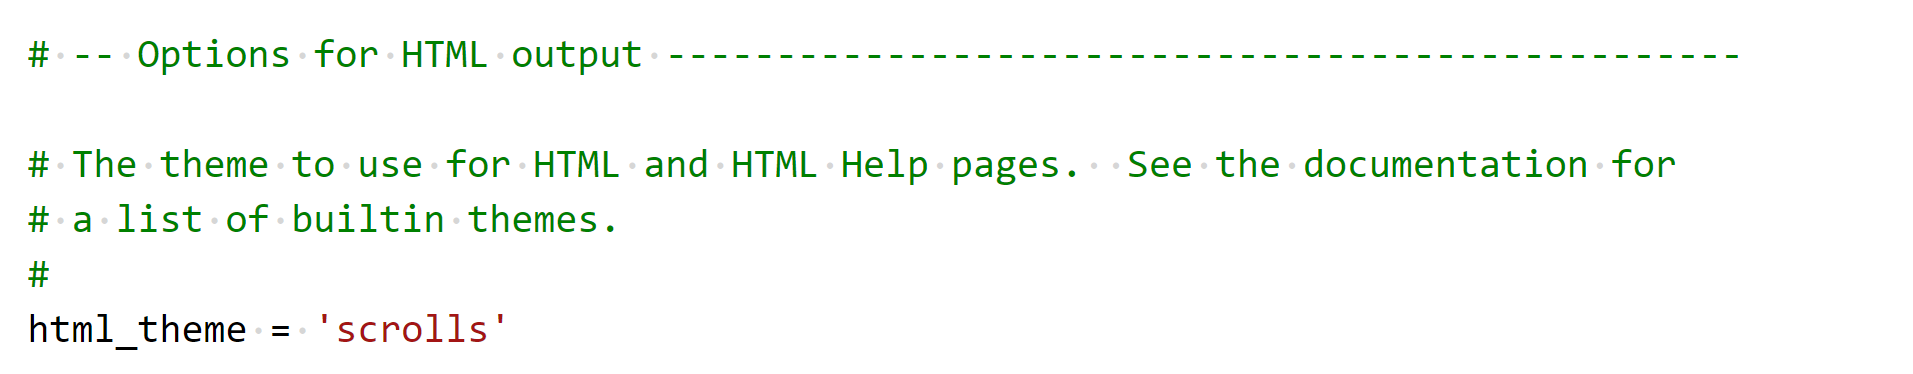 # -- Options for HTML output -------------------------------------------------
# The theme to use for HTML and HTML Help pages.  See the documentation for
# a list of builtin themes.
#
html_theme = 'scrolls'